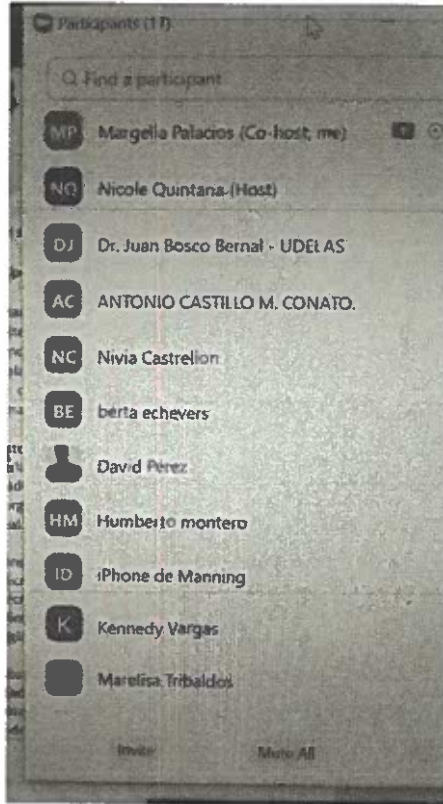 Participants (17)
Find a participant
MP Margella Palacios (Co-host, me)
NQ Nicole Quintana (Host)
DJ Dr. Juan Bosco Bernal - UDELAS
AC ANTONIO CASTILLO M. CONATO.
NC Nivia Castrellon
BE berta echevers
David Perez
HM Humberto montero
ID iPhone de Manning
K Kennedy Vargas
Marelisa Tribaldos
Invite Mute All